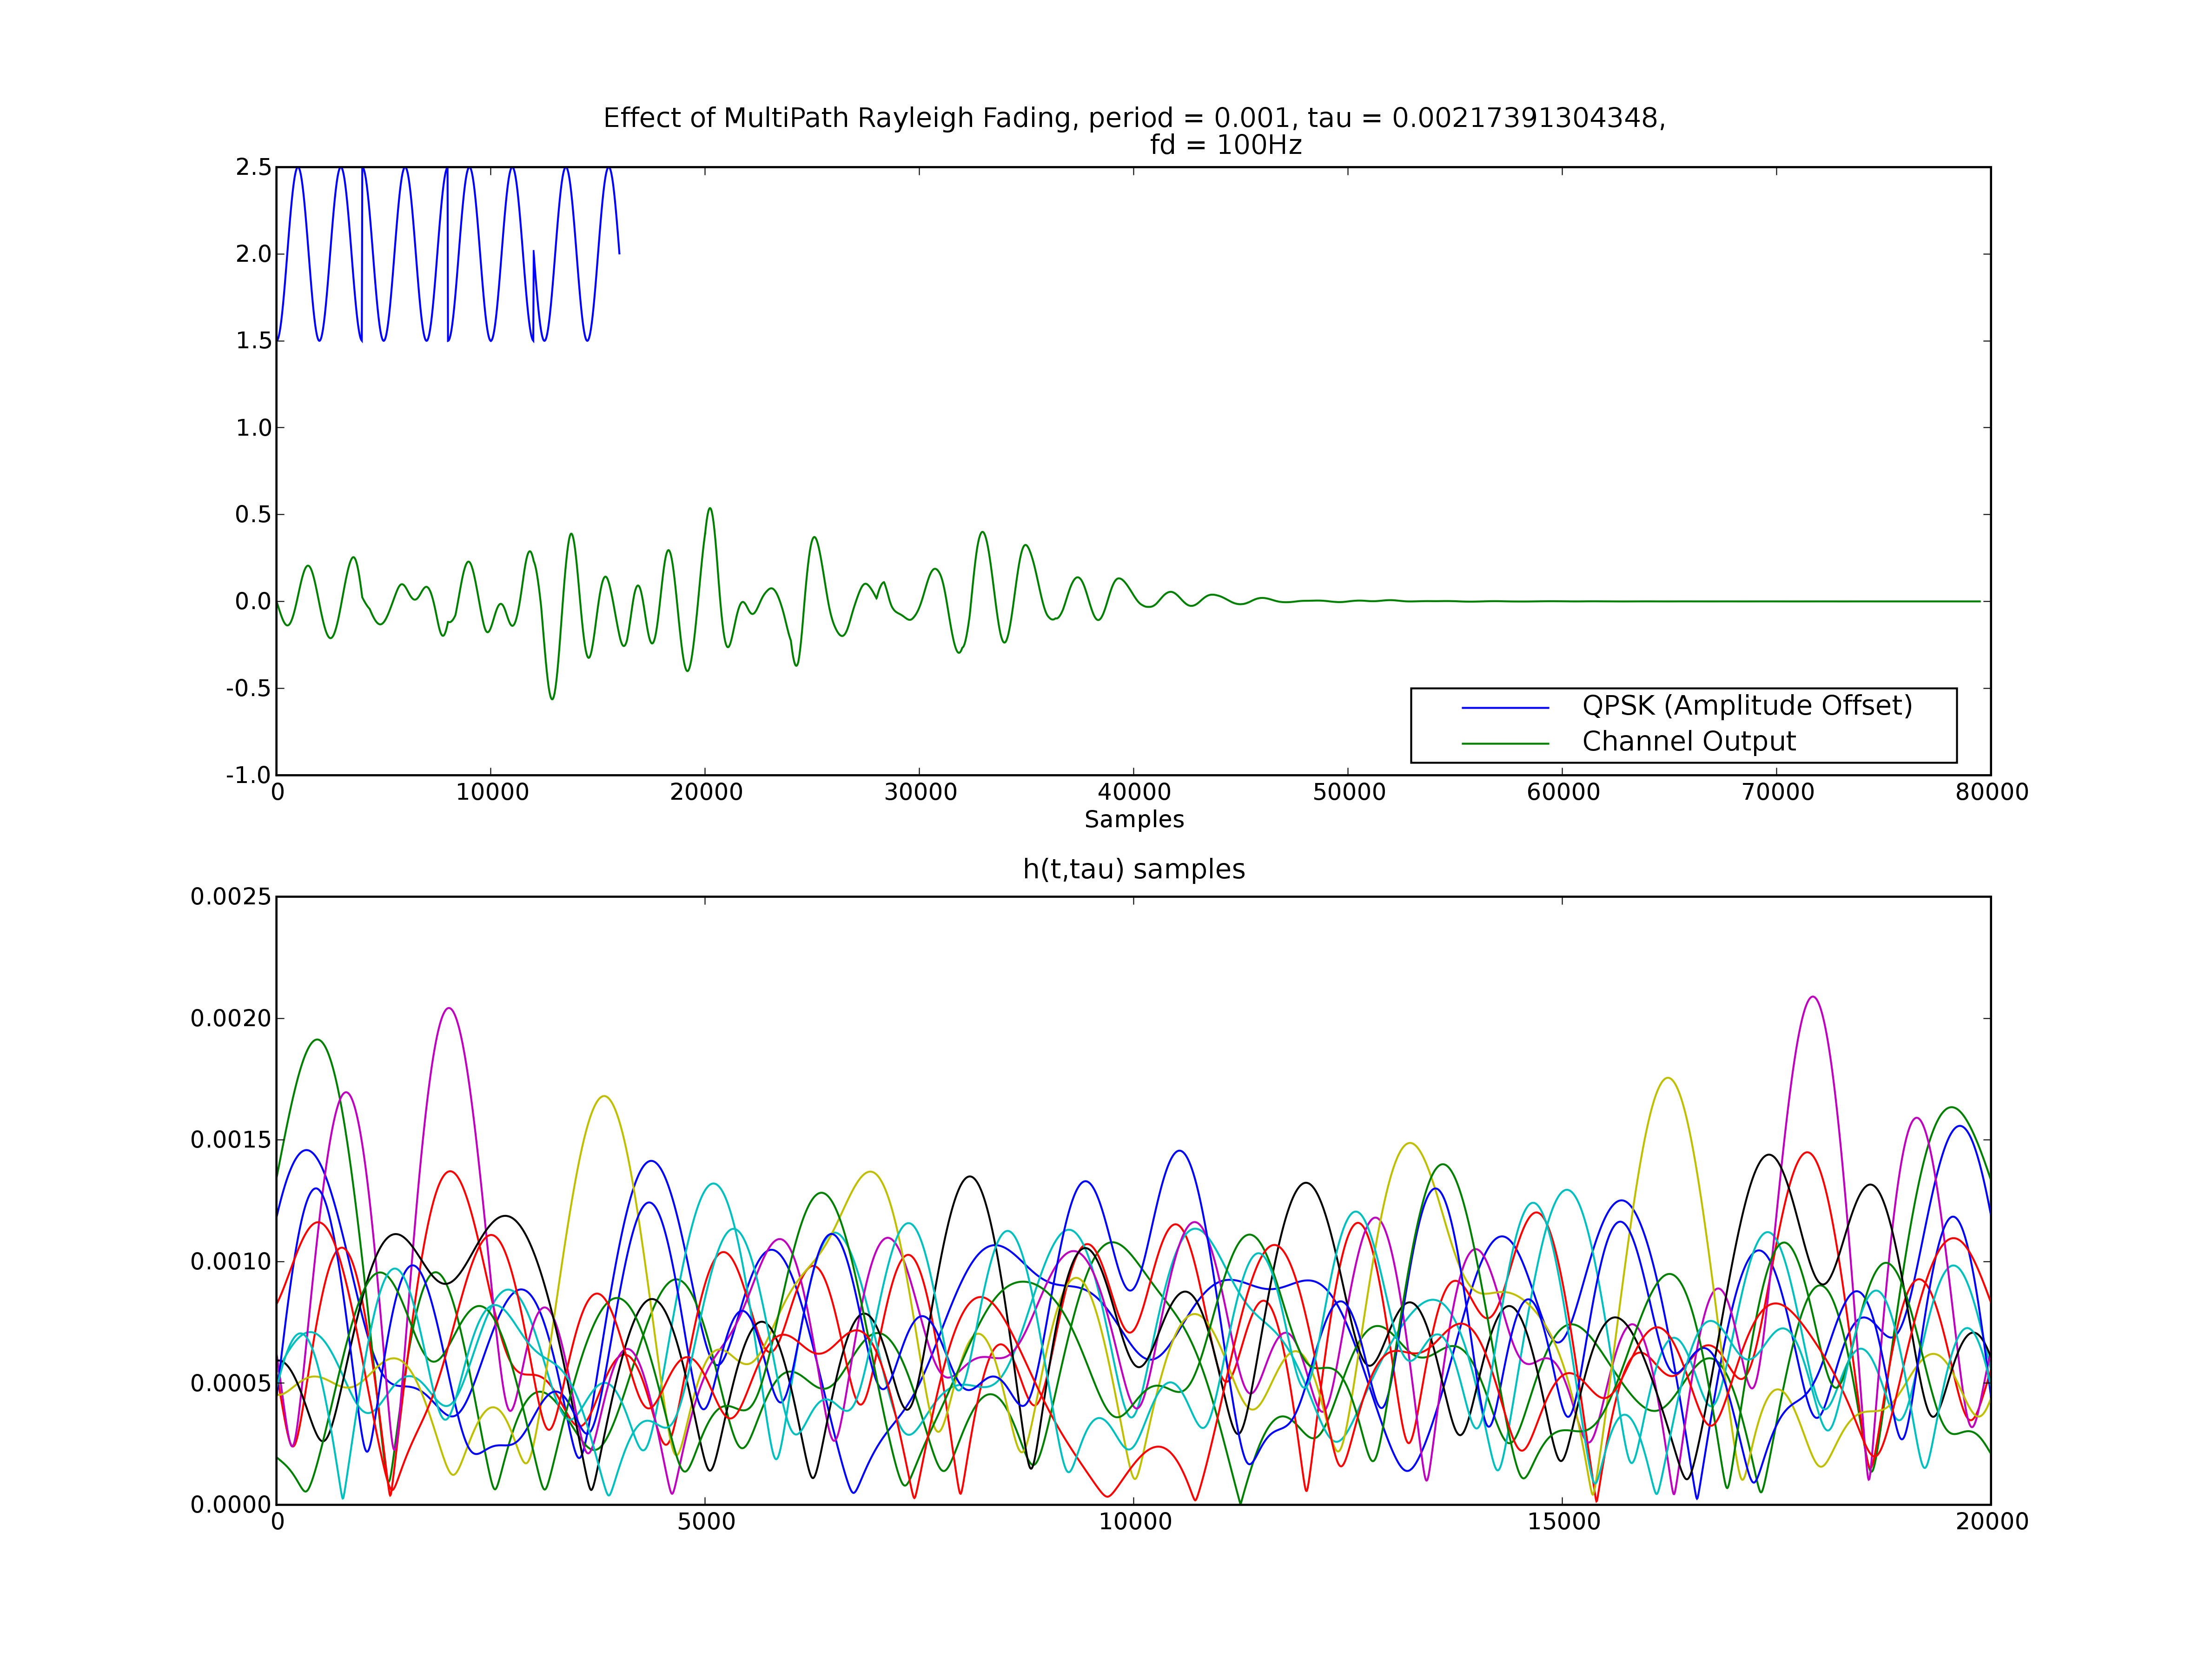 Effect of MultiPath Rayleigh Fading, period = 0.001, tau = 0.00217391304348,
fd = 100Hz
2.5
2.0
1.5
1.0
0.5
0.0
-0.5
-1.0
QPSK (Amplitude Offset)
Channel Output
0 10000 20000 30000 40000 50000 60000 70000 80000
Samples
h(t,tau) samples
0.0025
0.0020
0.0015
0.0010
0.0005
0.0000
0 5000 10000 15000 20000